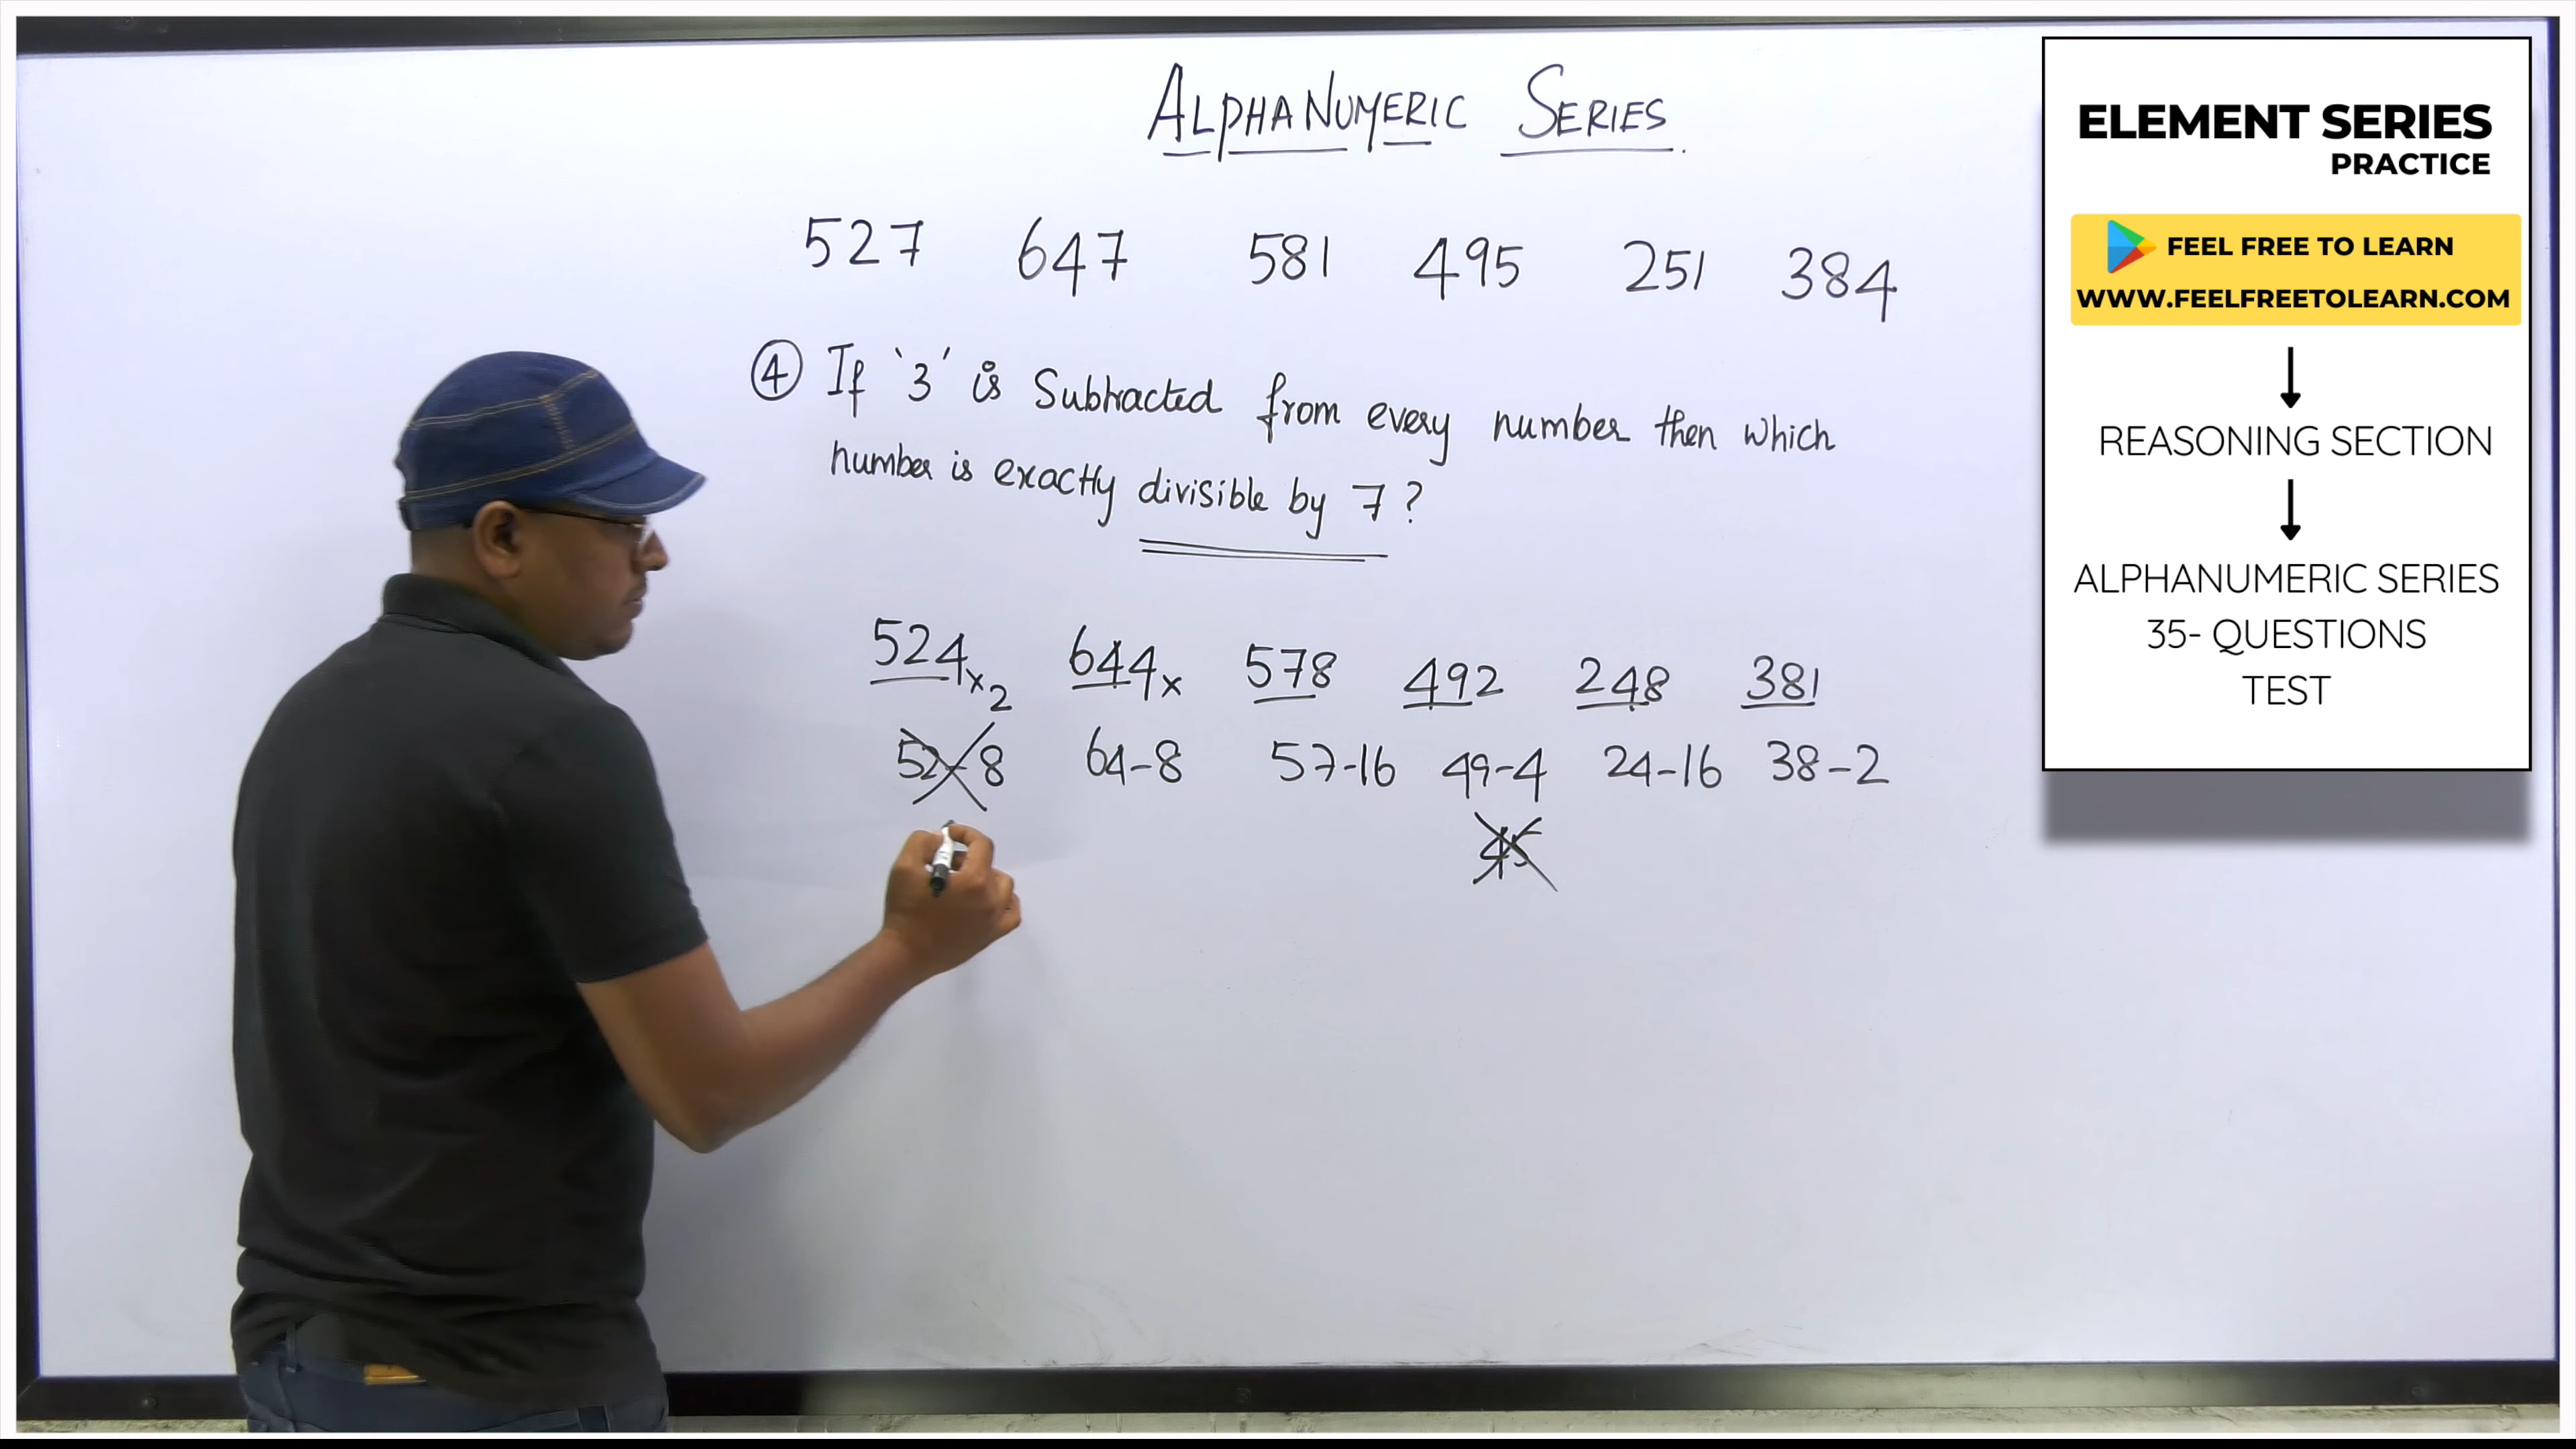 ALPHANUMERIC SERIES
527 647 581 495 251 384
④ If '3' is Subtracted from every number then which
number is exactly divisible by 7?
524×2 644× 578 492 248 381
52-8 64-8 57-16 49-4 24-16 38-2
45
ELEMENT SERIES
PRACTICE
FEEL FREE TO LEARN
WWW.FEELFREETOLEARN.COM
↓
REASONING SECTION
↓
ALPHANUMERIC SERIES
35- QUESTIONS
TEST